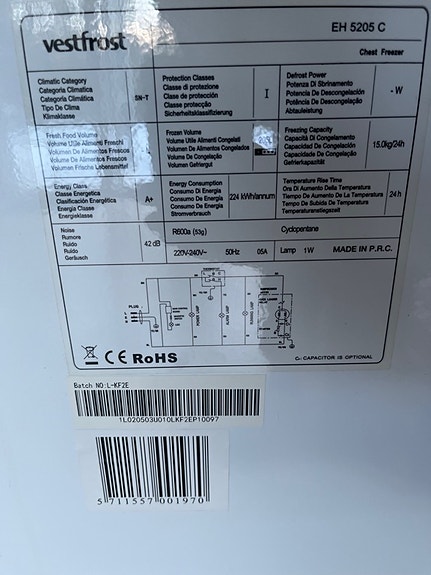 vestfrost
EH 5205 C
Chest Freezer
Climatic Category
Categoria Climatica
Categoría Climática
Tipo De Clima
Klimaklasse
SN-T
Protection Classes
Classe di protezione
Clase de protección
Classe protecção
Sicherheitsklassifizierung
I
Defrost Power
Potenza Di Sbrinamento
Potencia De Descongelación
Potência De Descongelação
Abtauleistung
- W
Fresh Food Volume
Volume Utile Alimenti Freschi
Volumen De Alimentos Frescos
Volume De Alimentos Frescos
Volumen Frische Lebensmittel
Frozen Volume
Volume Utile Alimenti Congelati
Volumen De Alimentos Congelados
Volume De Congelação
Volumen Gefriergut
Freezing Capacity
Capacità Di Congelamento
Capacidad De Congelación
Capacidade De Congelação
Gefrierkapazität
15.0kg/24h
Energy Class
Classe Energetica
Clasificación Energética
Energia Classe
Energieklasse
A+
Energy Consumption
Consumo Di Energia
Consumo De Energía
Consumo De Energia
Stromverbrauch
224 kWh/annum
Temperature Rise Time
Ora Di Aumento Della Temperatura
Tiempo De Aumento De La Temperatura
Tempo De Subida De Temperatura
Temperaturanstiegszeit
24 h
Noise
Rumore
Ruido
Ruído
Geräusch
42 dB
R600a (53g)
Cyclopentane
220V-240V~ 50Hz 05A Lamp 1W MADE IN P.R.C.
PLUG
POWER LAMP
ALARM LAMP
RUNNING LAMP
CE RoHS
CAPACITOR IS OPTIONAL
Batch NO:L-KF2E
1L020503U010LKF2EP10097
5 711557 001970